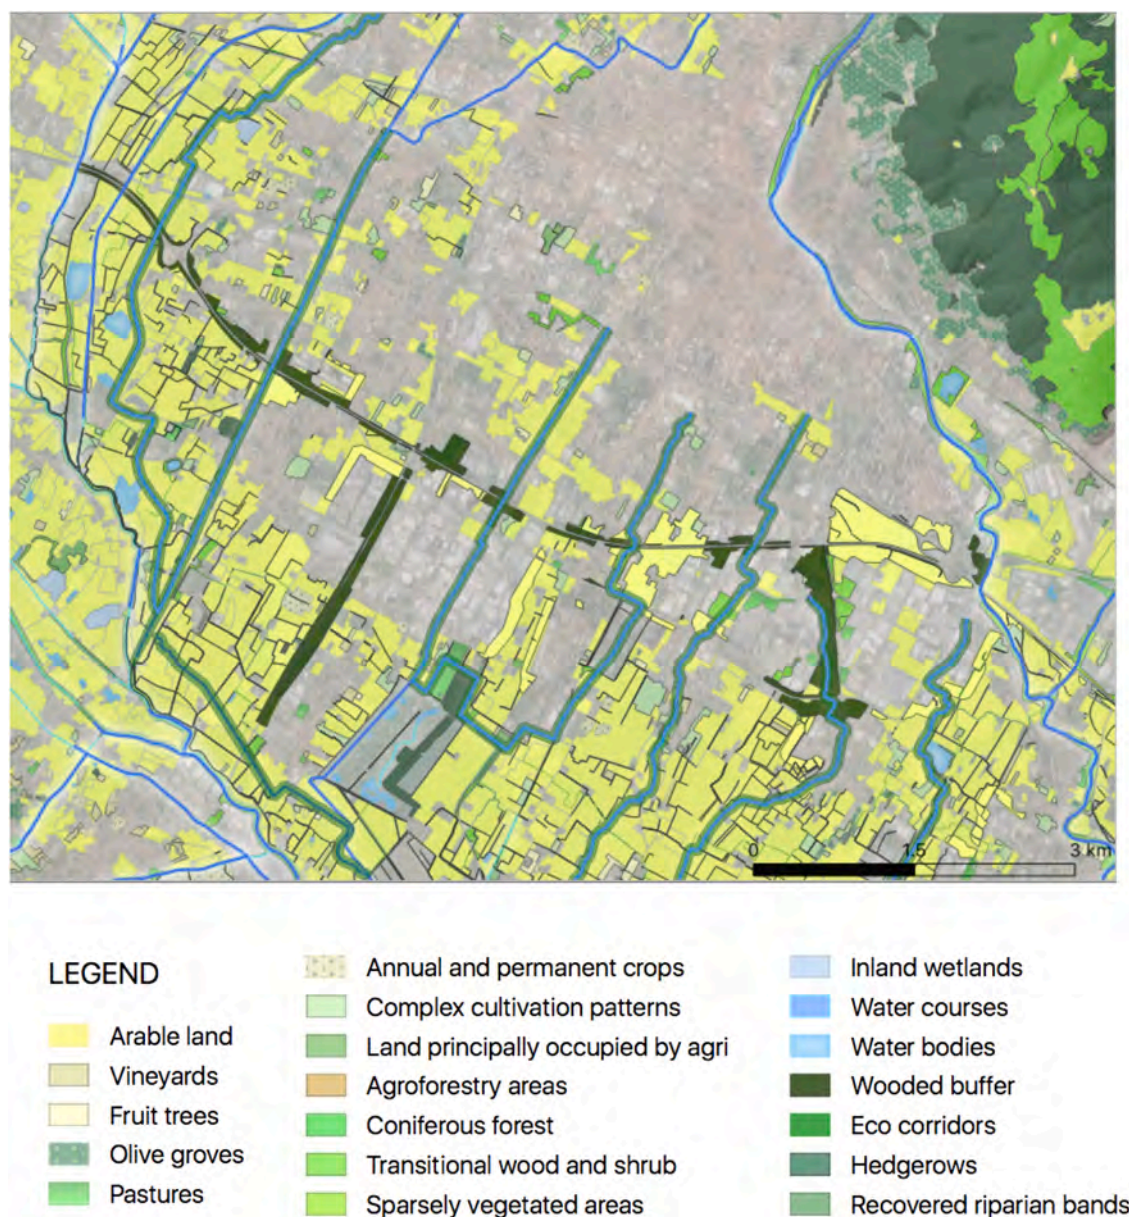 0 1.5 3 km
LEGEND
Arable land
Vineyards
Fruit trees
Olive groves
Pastures
Annual and permanent crops
Complex cultivation patterns
Land principally occupied by agri
Agroforestry areas
Coniferous forest
Transitional wood and shrub
Sparsely vegetated areas
Inland wetlands
Water courses
Water bodies
Wooded buffer
Eco corridors
Hedgerows
Recovered riparian bands